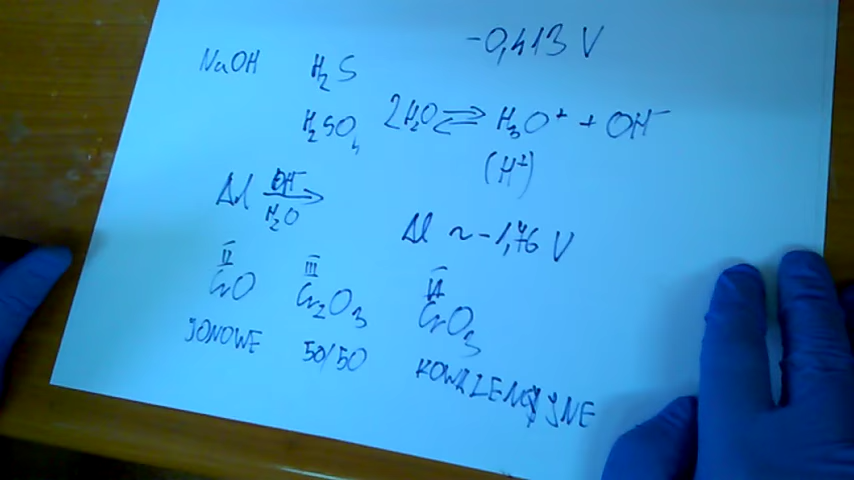 -0,413 V
NaOH H₂S
H₂SO₄ 2H₂O ⇌ H₃O⁺ + OH⁻
(H⁺)
Al OH⁻ → H₂O
Al ~ -1,76 V
II III VI
CrO Cr₂O₃ CrO₃
JONOWE 50/50 KOWALENCYJNE